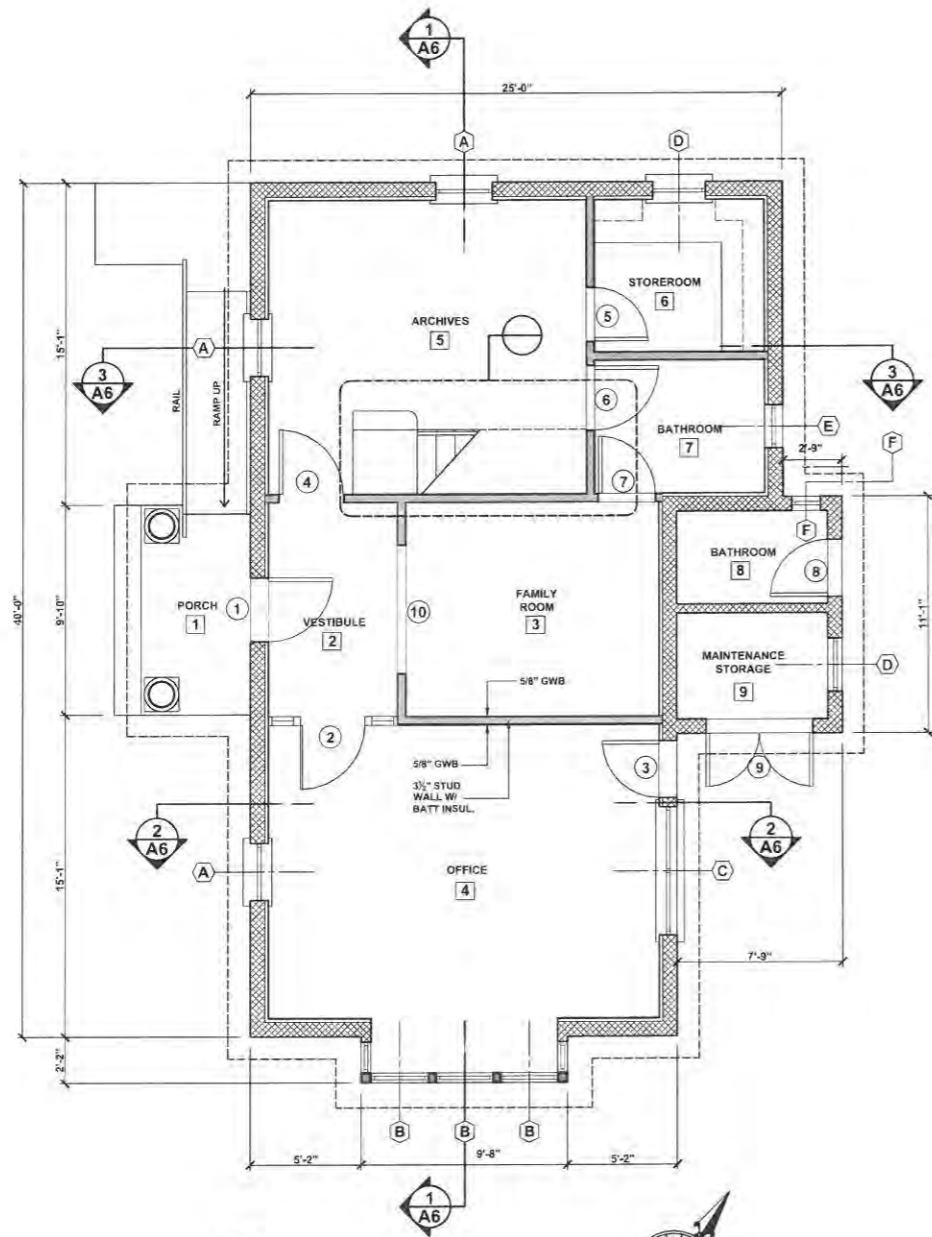 1
A6
25'-0"
A
D
STOREROOM
6
ARCHIVES
5
5
15'-1"
A
3
A6
3
A6
RAIL
RAMP UP
6
BATHROOM
7
E
2'-9"
F
4
7
F
BATHROOM
8
8
40'-0"
9'-10"
PORCH
1
1
VESTIBULE
2
10
FAMILY
ROOM
3
11'-1"
MAINTENANCE
STORAGE
9
D
5/8" GWB
2
5/8" GWB
3
9
3½" STUD
WALL W/
BATT INSUL.
2
A6
2
A6
15'-1"
A
OFFICE
4
C
7'-9"
2'-2"
B
B
B
5'-2"
9'-8"
5'-2"
1
A6